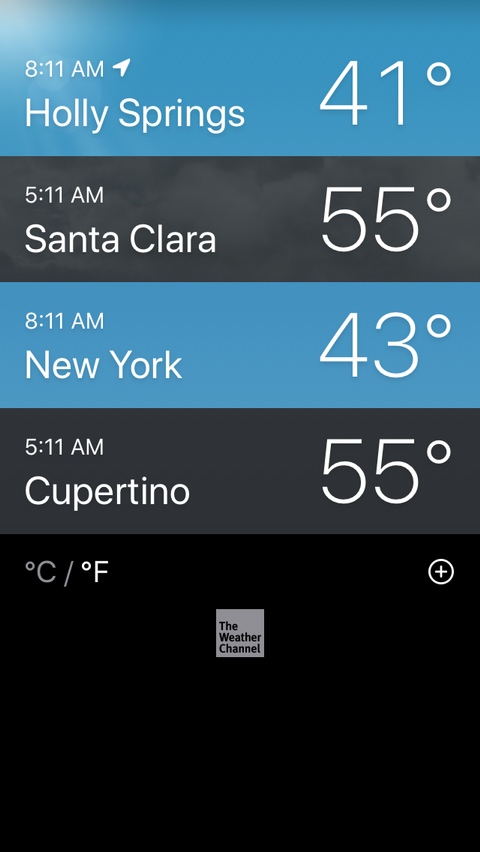 8:11 AM
41°
Holly Springs
5:11 AM
55°
Santa Clara
8:11 AM
43°
New York
5:11 AM
55°
Cupertino
°C / °F
The
Weather
Channel